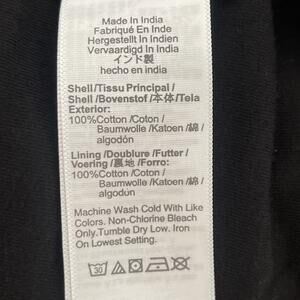 Made In India
Fabriqué En Inde
Hergestellt In Indien
Vervaardigd In India
インド製
hecho en india
Shell/Tissu Principal/
Shell/Bovenstof/本体/Tela
Exterior:
100%Cotton/Coton/
Baumwolle/Katoen/綿/
algodón
Lining/Doublure/Futter/
Voering/裏地/Forro:
100%Cotton/Coton/
Baumwolle/Katoen/綿/
algodón
Machine Wash Cold With Like
Colors. Non-Chlorine Bleach
Only.Tumble Dry Low. Iron
On Lowest Setting.
30